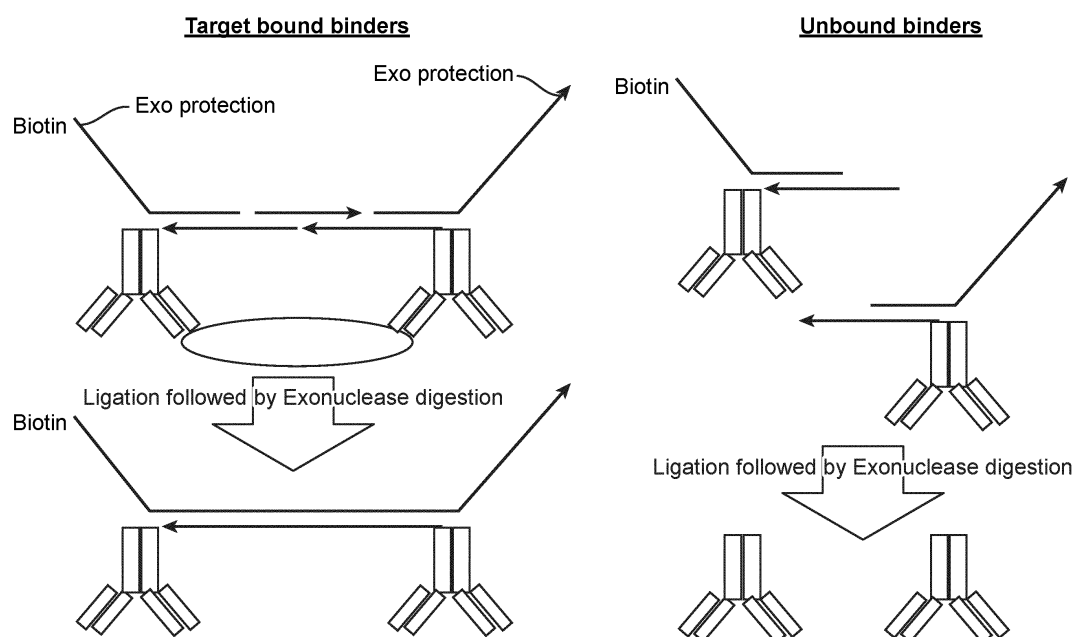 Target bound binders
Exo protection
Exo protection
Biotin
Ligation followed by Exonuclease digestion
Biotin
Unbound binders
Biotin
Ligation followed by Exonuclease digestion